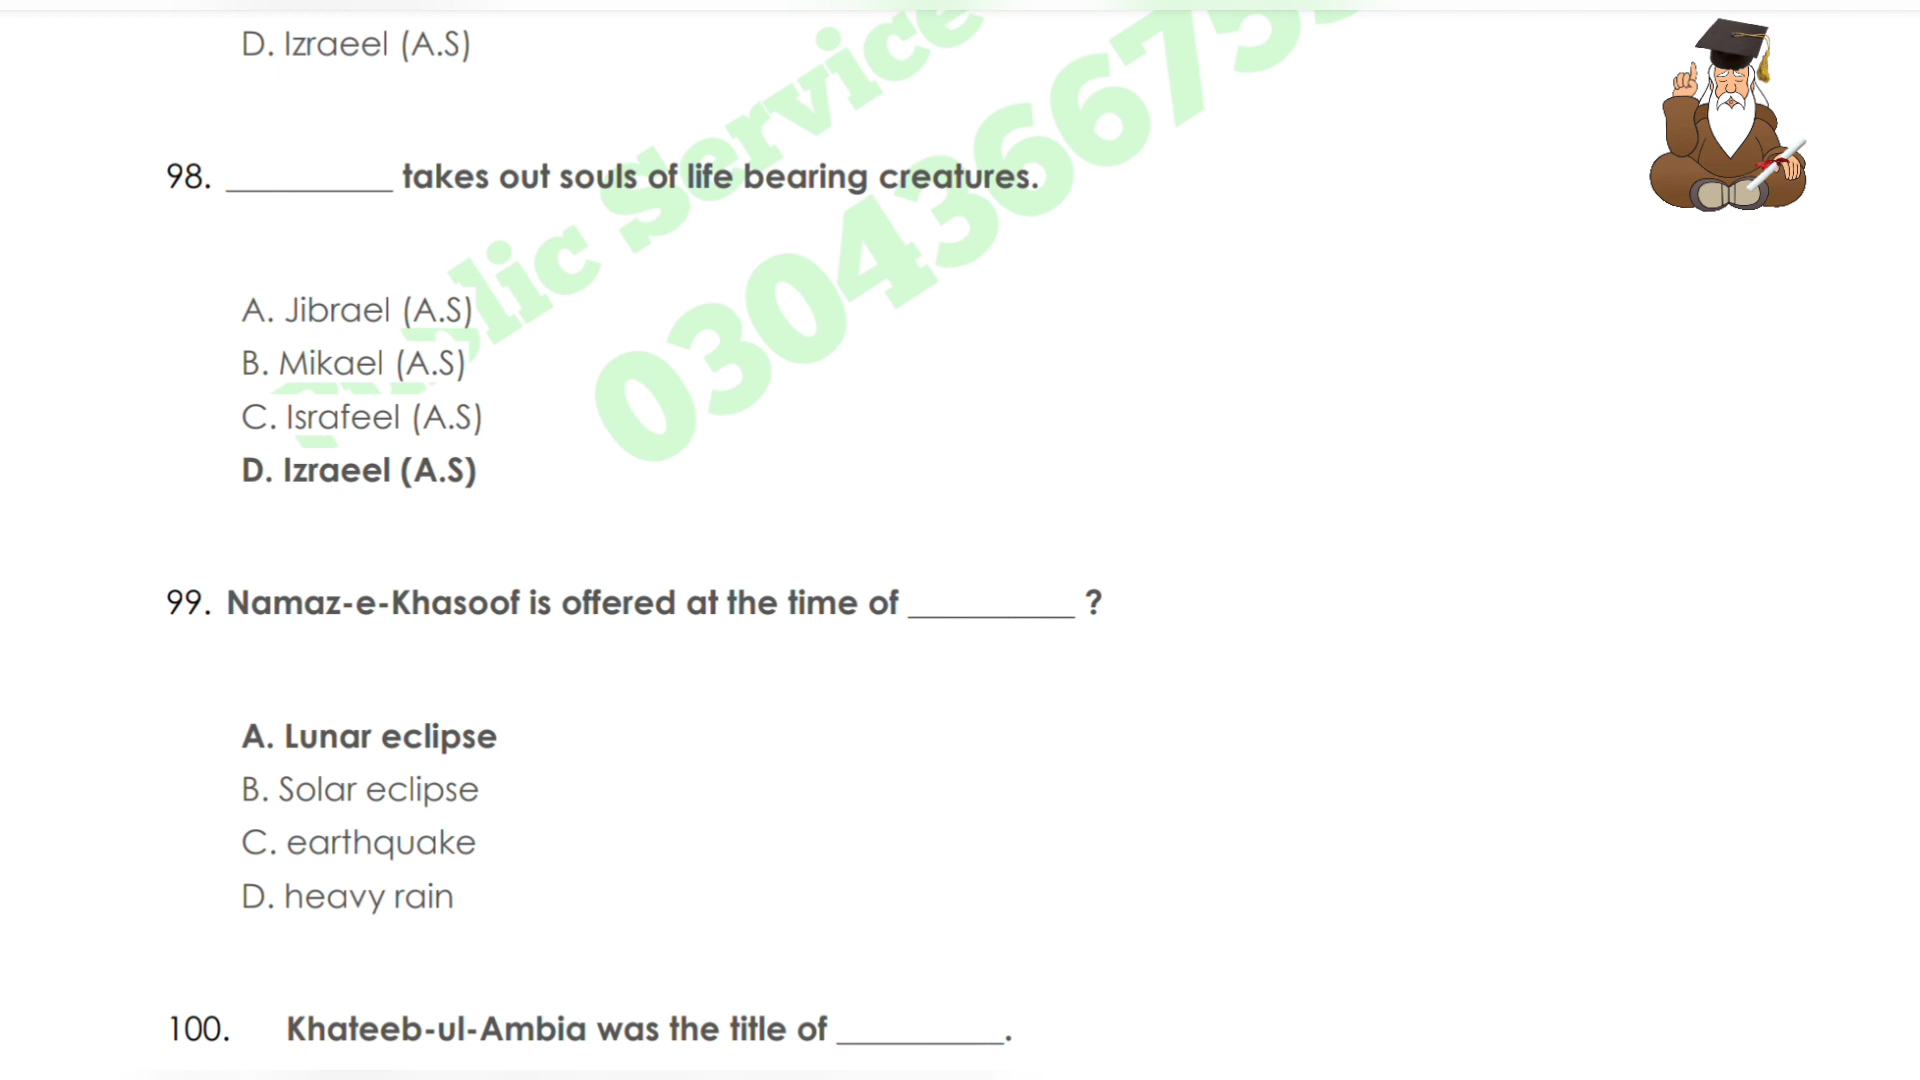 D. Izraeel (A.S)
98. __________ takes out souls of life bearing creatures.
A. Jibrael (A.S)
B. Mikael (A.S)
C. Israfeel (A.S)
D. Izraeel (A.S)
99. Namaz-e-Khasoof is offered at the time of __________ ?
A. Lunar eclipse
B. Solar eclipse
C. earthquake
D. heavy rain
100. Khateeb-ul-Ambia was the title of __________.
Service
03043667